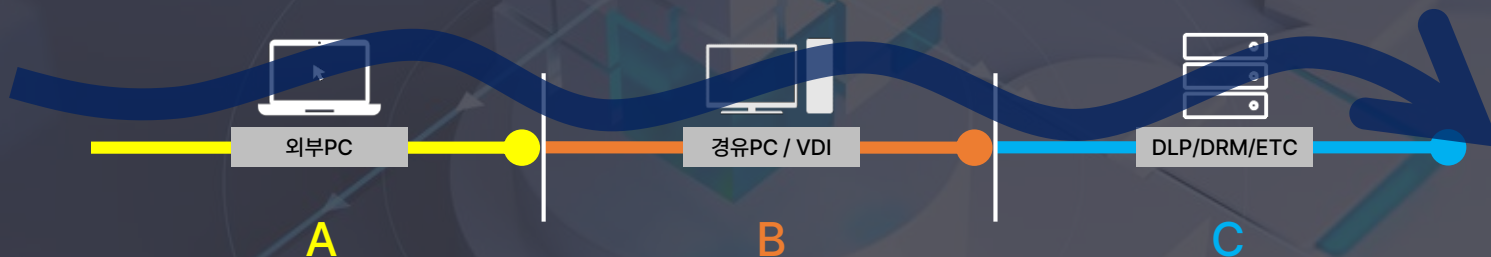 외부PC
경유PC / VDI
DLP/DRM/ETC
A
B
C